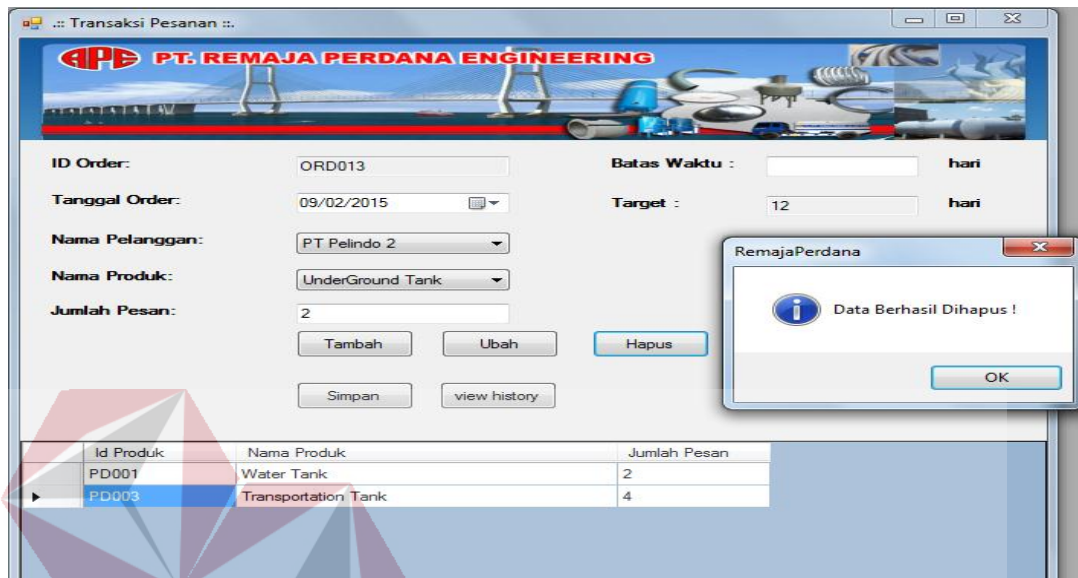 .:: Transaksi Pesanan ::.
APE PT. REMAJA PERDANA ENGINEERING
ID Order: ORD013 Batas Waktu : hari
Tanggal Order: 09/02/2015 Target : 12 hari
Nama Pelanggan: PT Pelindo 2
Nama Produk: UnderGround Tank
Jumlah Pesan: 2
Tambah Ubah Hapus
Simpan view history
RemajaPerdana
Data Berhasil Dihapus !
OK
Id Produk Nama Produk Jumlah Pesan
PD001 Water Tank 2
PD003 Transportation Tank 4